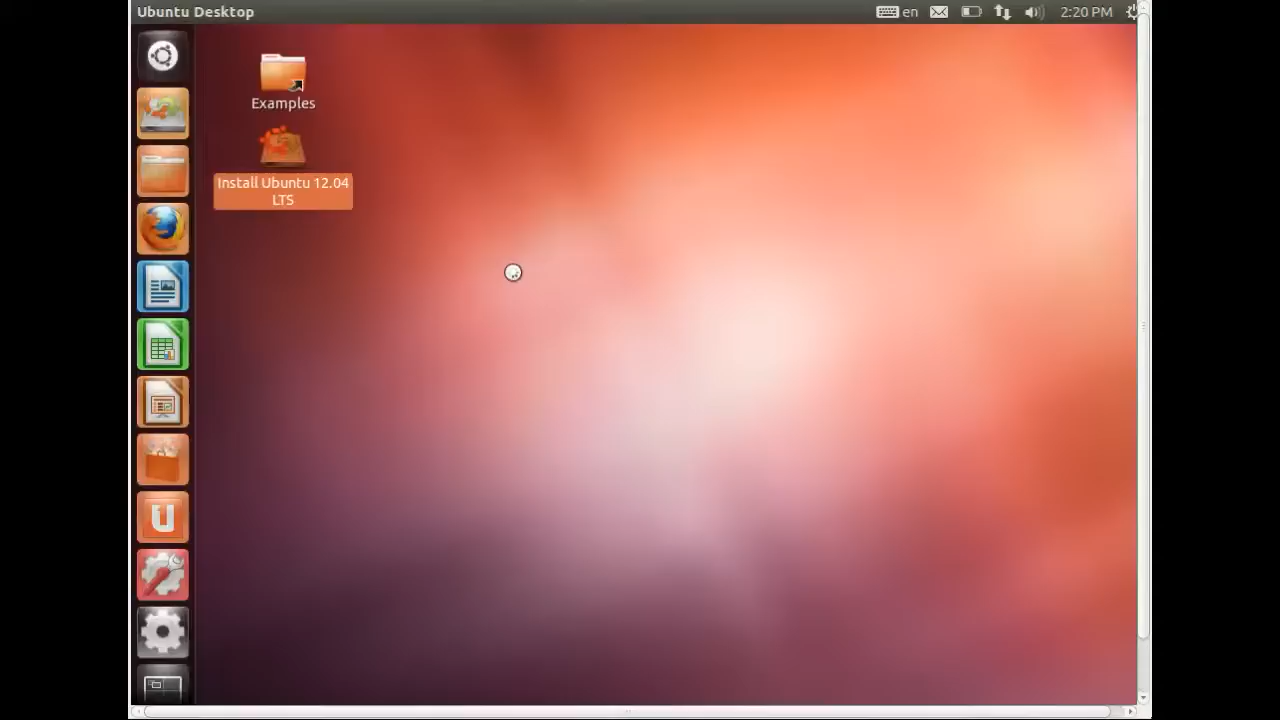 Ubuntu Desktop en 2:20 PM
Examples
Install Ubuntu 12.04
LTS
U